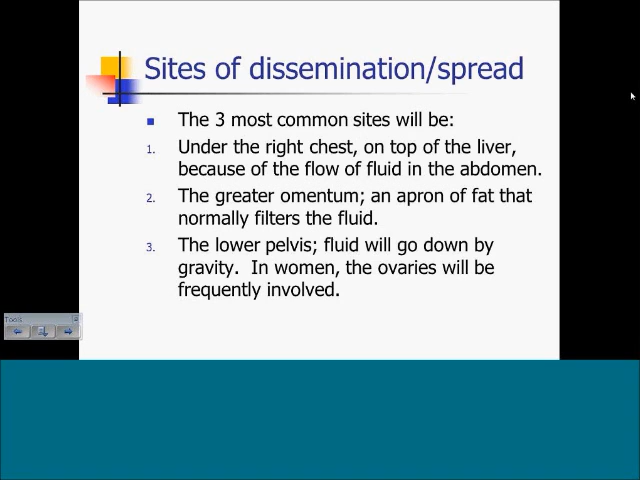 Sites of dissemination/spread
The 3 most common sites will be:
1. Under the right chest, on top of the liver,
because of the flow of fluid in the abdomen.
2. The greater omentum; an apron of fat that
normally filters the fluid.
3. The lower pelvis; fluid will go down by
gravity. In women, the ovaries will be
frequently involved.
Tools